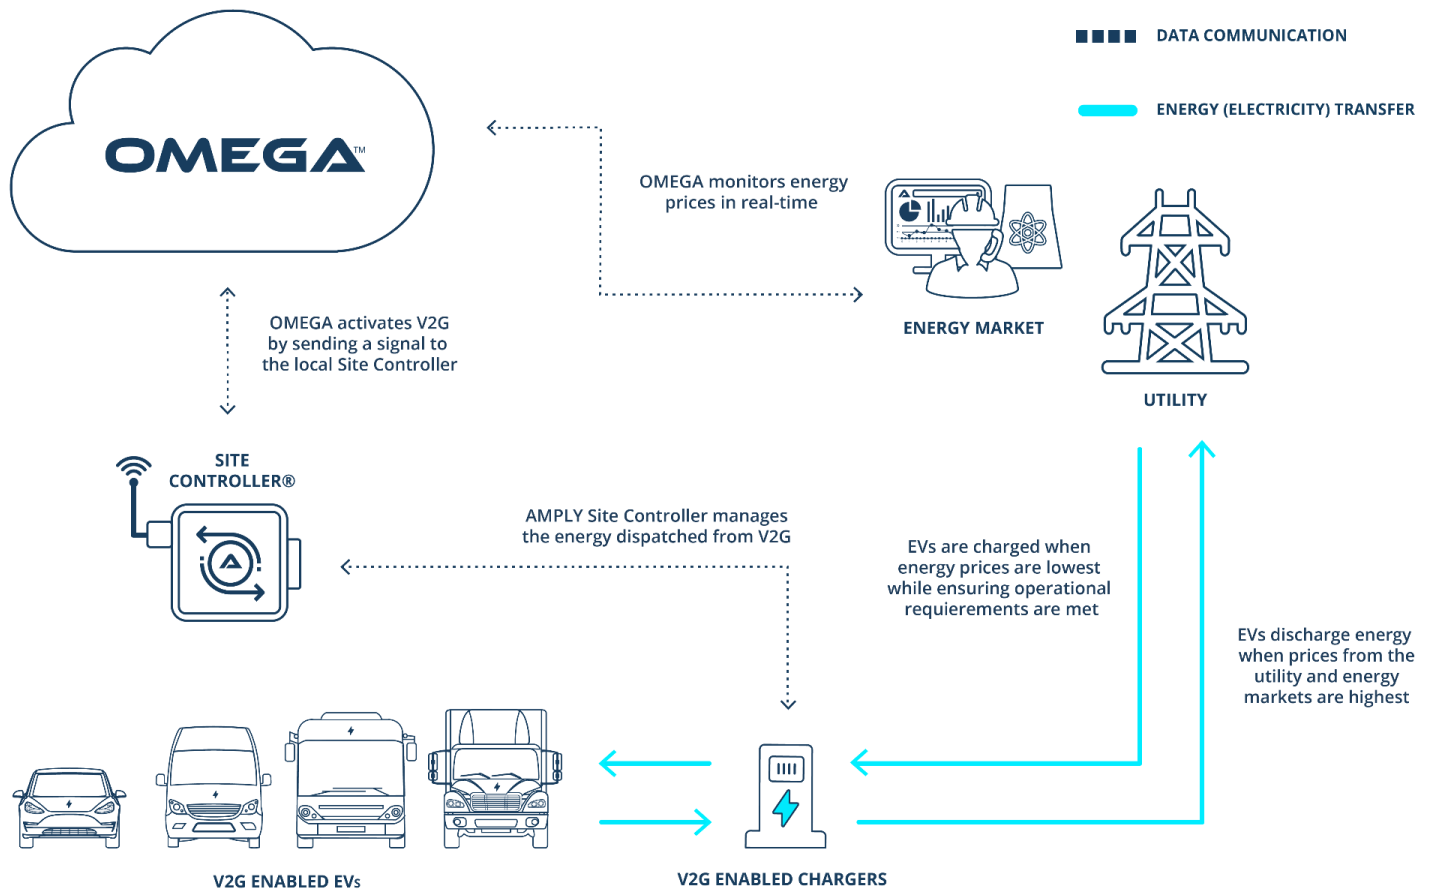 DATA COMMUNICATION
ENERGY (ELECTRICITY) TRANSFER
OMEGA™
OMEGA monitors energy
prices in real-time
ENERGY MARKET
UTILITY
OMEGA activates V2G
by sending a signal to
the local Site Controller
SITE
CONTROLLER®
AMPLY Site Controller manages
the energy dispatched from V2G
EVs are charged when
energy prices are lowest
while ensuring operational
requierements are met
EVs discharge energy
when prices from the
utility and energy
markets are highest
V2G ENABLED EVs
V2G ENABLED CHARGERS